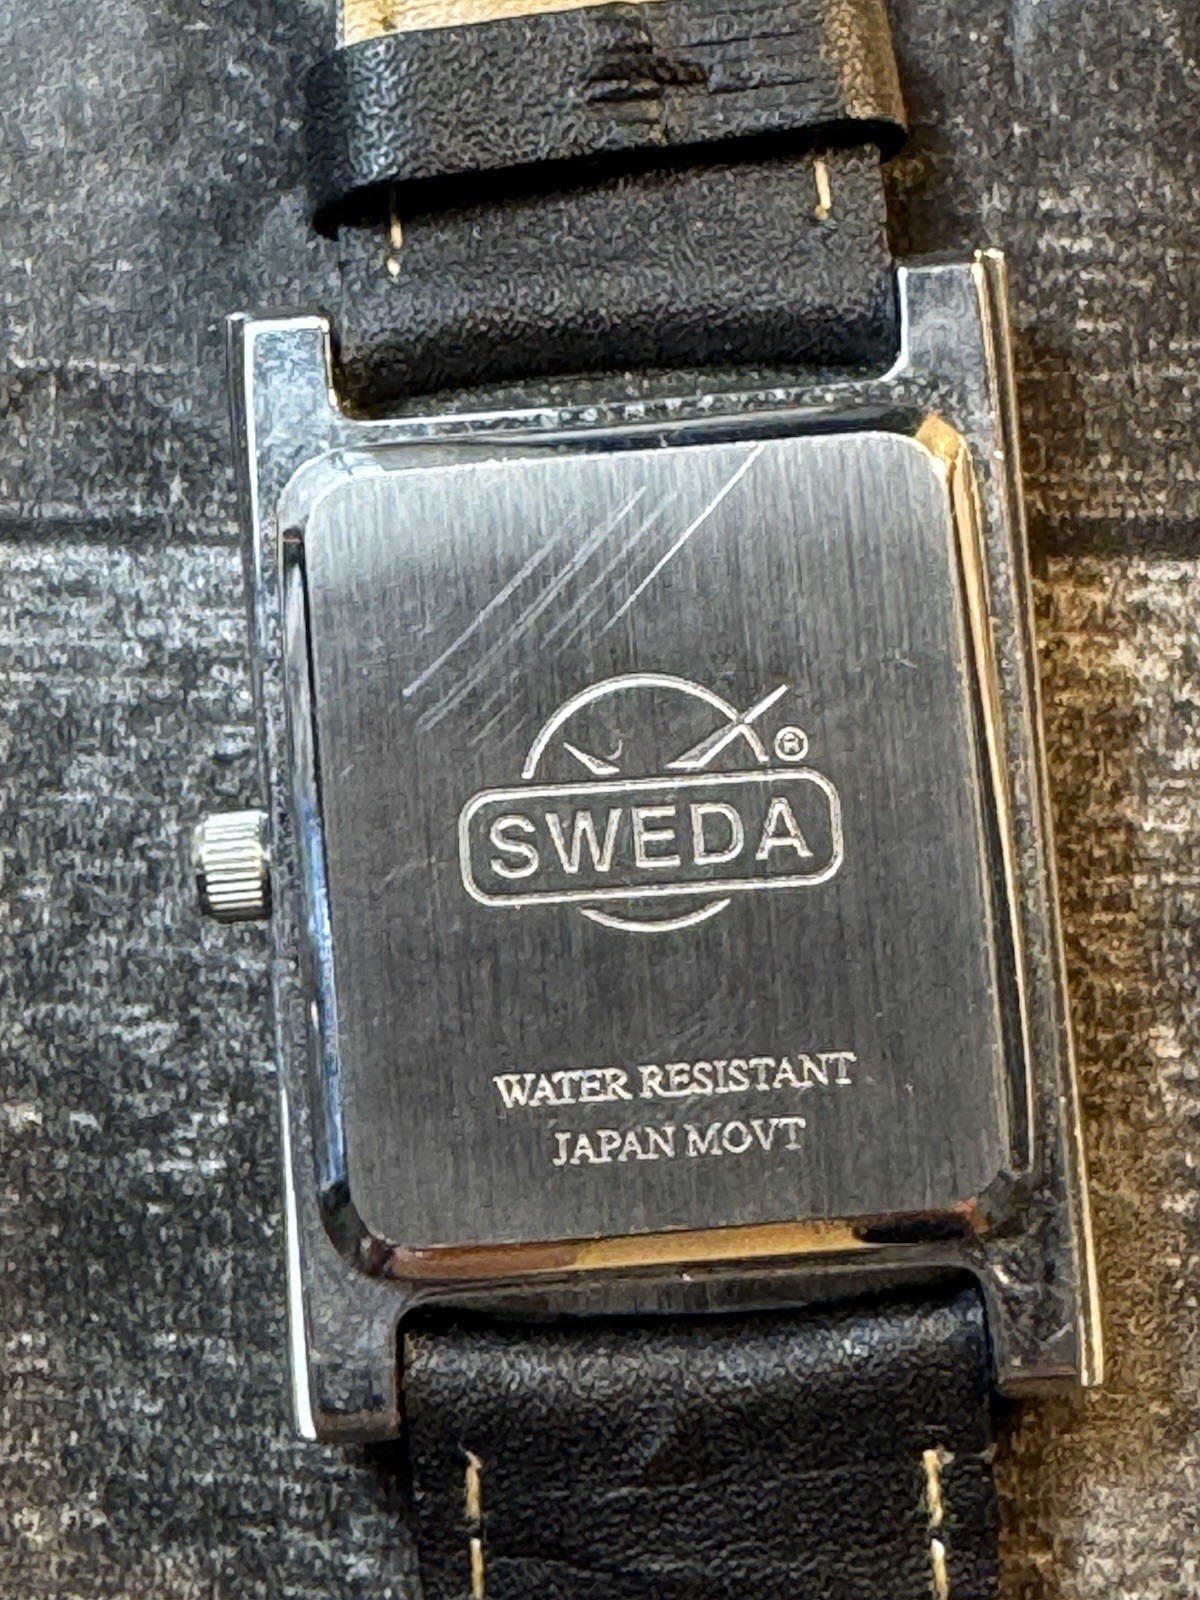 ®
SWEDA
WATER RESISTANT
JAPAN MOVT